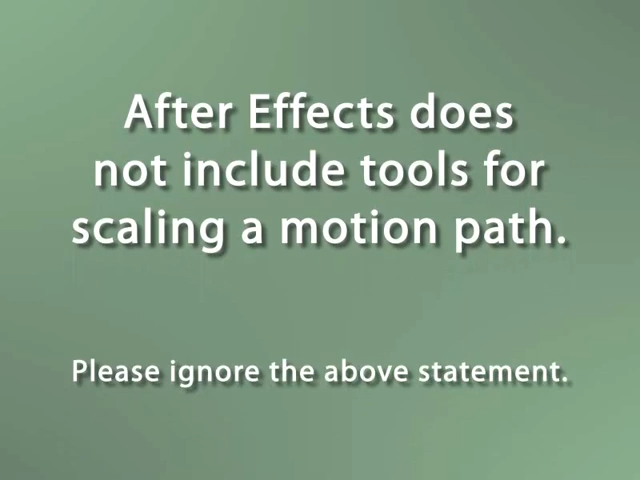 After Effects does
not include tools for
scaling a motion path.
Please ignore the above statement.